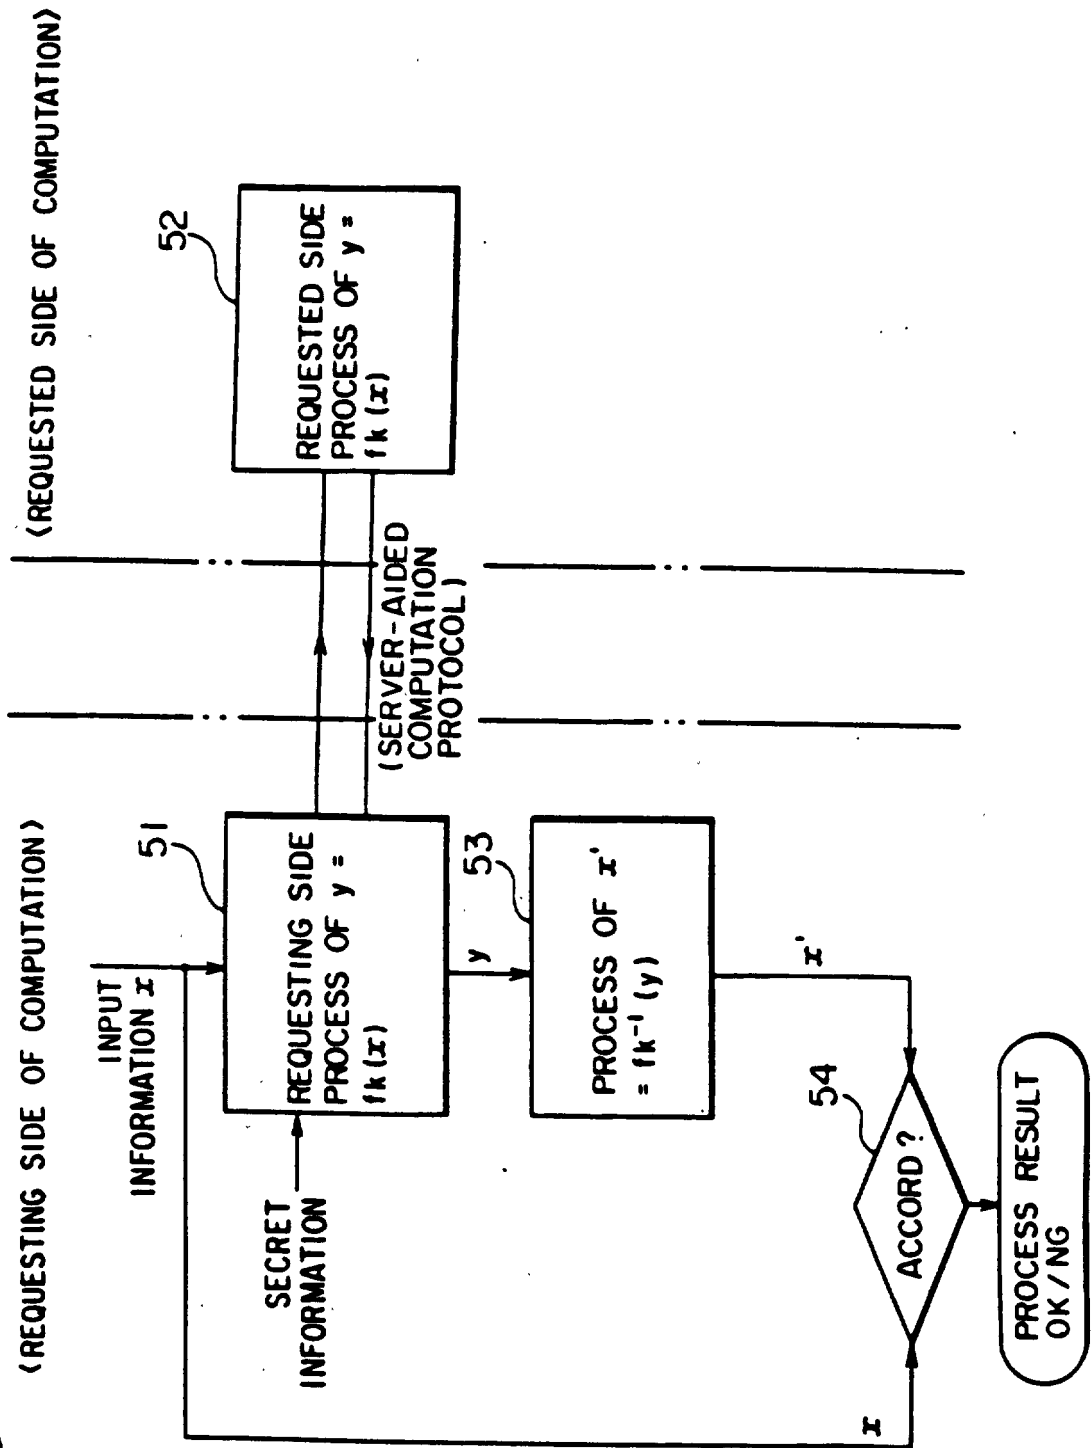 〈REQUESTING SIDE OF COMPUTATION〉
〈REQUESTED SIDE OF COMPUTATION〉
INPUT
INFORMATION x
51
52
SECRET
INFORMATION
REQUESTING SIDE
PROCESS OF y =
fk(x)
REQUESTED SIDE
PROCESS OF y =
fk(x)
(SERVER-AIDED
COMPUTATION
PROTOCOL)
y
53
PROCESS OF x'
= fk⁻¹(y)
x'
54
ACCORD?
x
PROCESS RESULT
OK/NG